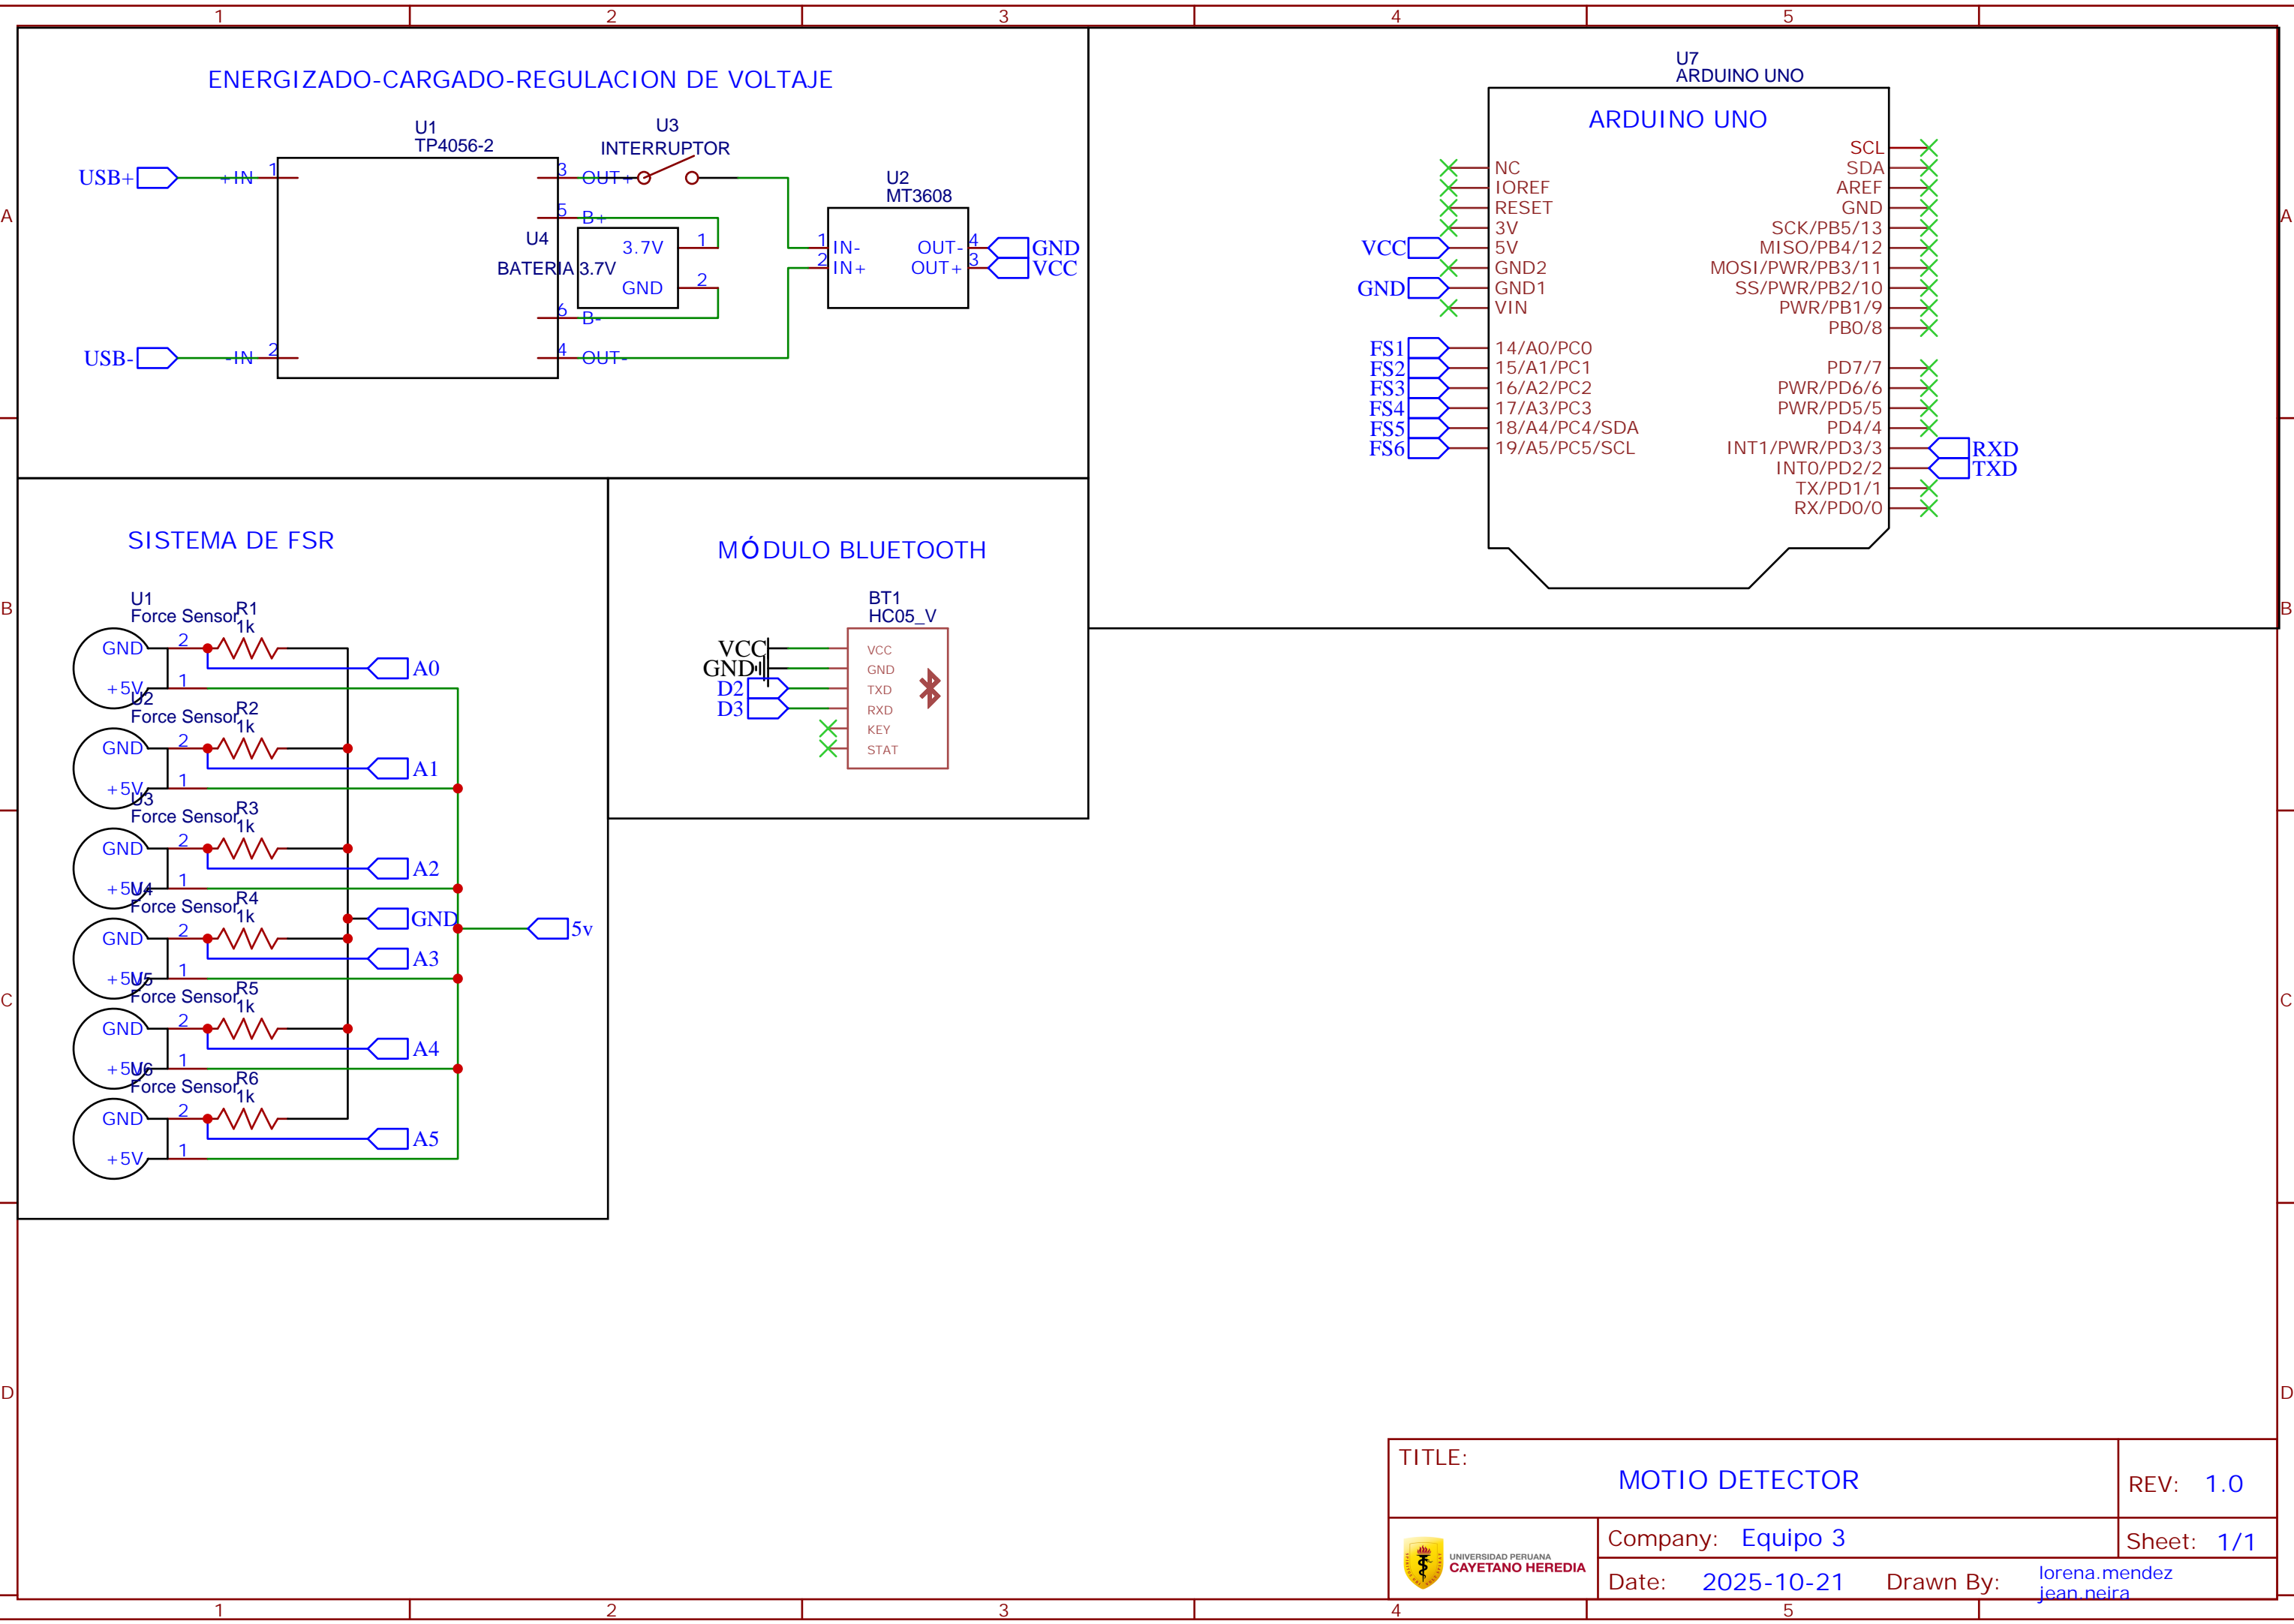 1 2 3 4 5
A
B
C
D
A
B
C
D
ENERGIZADO-CARGADO-REGULACION DE VOLTAJE
U1
TP4056-2
U3
INTERRUPTOR
USB+
+IN
1
3
OUT+
5
B+
U4
BATERIA 3.7V
3.7V
1
GND
2
6
B-
USB-
-IN
2
4
OUT-
U2
MT3608
1
IN-
OUT-
4
GND
2
IN+
OUT+
3
VCC
U7
ARDUINO UNO
ARDUINO UNO
NC
IOREF
RESET
3V
VCC
5V
GND2
GND
GND1
VIN
FS1
14/A0/PC0
FS2
15/A1/PC1
FS3
16/A2/PC2
FS4
17/A3/PC3
FS5
18/A4/PC4/SDA
FS6
19/A5/PC5/SCL
SCL
SDA
AREF
GND
SCK/PB5/13
MISO/PB4/12
MOSI/PWR/PB3/11
SS/PWR/PB2/10
PWR/PB1/9
PB0/8
PD7/7
PWR/PD6/6
PWR/PD5/5
PD4/4
INT1/PWR/PD3/3
RXD
INT0/PD2/2
TXD
TX/PD1/1
RX/PD0/0
SISTEMA DE FSR
U1
Force Sensor
R1
1k
GND
2
A0
+5V
1
U2
Force Sensor
R2
1k
GND
2
A1
+5V
1
U3
Force Sensor
R3
1k
GND
2
A2
+5V
1
U4
Force Sensor
R4
1k
GND
5v
GND
2
A3
+5V
1
U5
Force Sensor
R5
1k
GND
2
A4
+5V
1
U6
Force Sensor
R6
1k
GND
2
A5
+5V
1
MÓDULO BLUETOOTH
BT1
HC05_V
VCC
VCC
GND
GND
D2
TXD
D3
RXD
KEY
STAT
TITLE:
MOTIO DETECTOR
REV: 1.0
UNIVERSIDAD PERUANA
CAYETANO HEREDIA
Company: Equipo 3
Sheet: 1/1
Date: 2025-10-21
Drawn By:
lorena.mendez
jean.neira
1 2 3 4 5